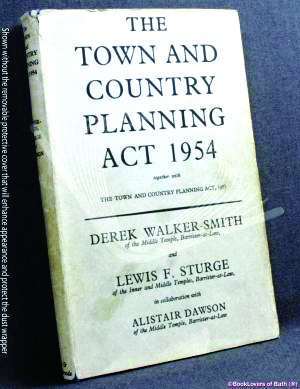 THE
TOWN AND
COUNTRY
PLANNING
ACT 1954
together with
THE TOWN AND COUNTRY PLANNING ACT,
DEREK WALKER-SMITH
of the Middle Temple, Barrister-at-Law,
and
LEWIS F. STURGE
of the Inner and Middle Temples, Barrister-at-Law,
in collaboration with
ALISTAIR DAWSON
of the Middle Temple, Barrister-at-Law.
Shown without the removable protective cover that will enhance appearance and protect the dust wrapper
©BookLovers of Bath (®)